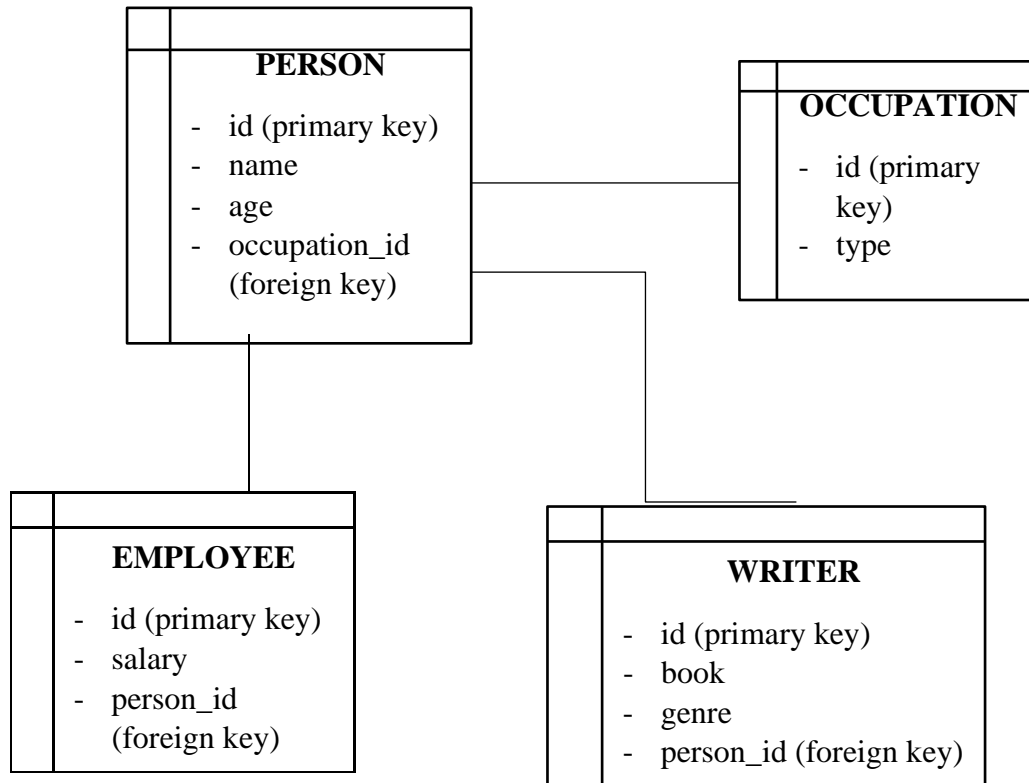 PERSON
- id (primary key)
- name
- age
- occupation_id
(foreign key)
OCCUPATION
- id (primary
key)
- type
EMPLOYEE
- id (primary key)
- salary
- person_id
(foreign key)
WRITER
- id (primary key)
- book
- genre
- person_id (foreign key)